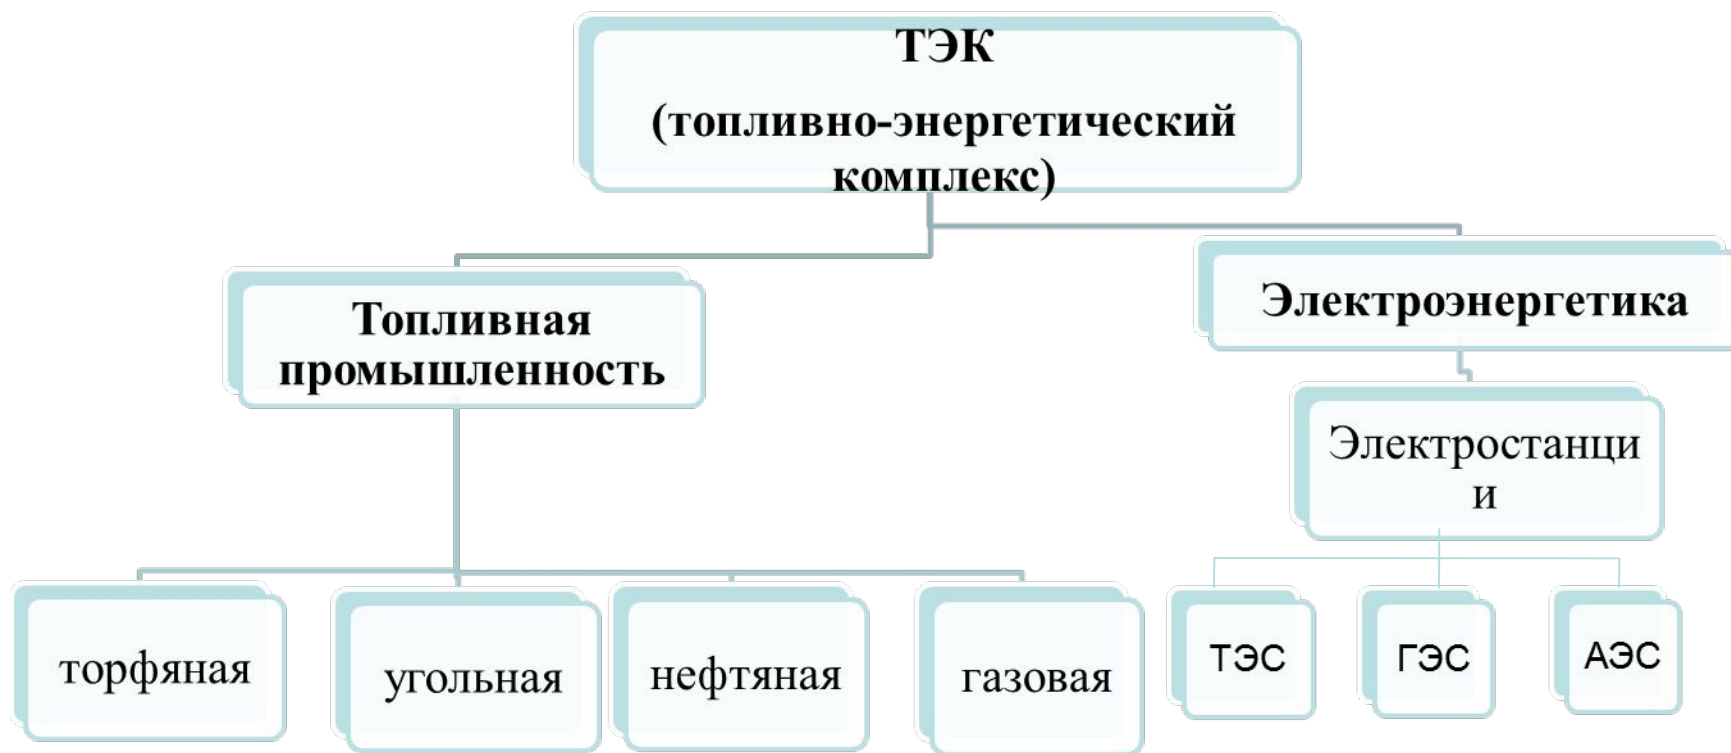 ТЭК
(топливно-энергетический
комплекс)
Топливная
промышленность
Электроэнергетика
Электростанци
и
торфяная
угольная
нефтяная
газовая
ТЭС
ГЭС
АЭС